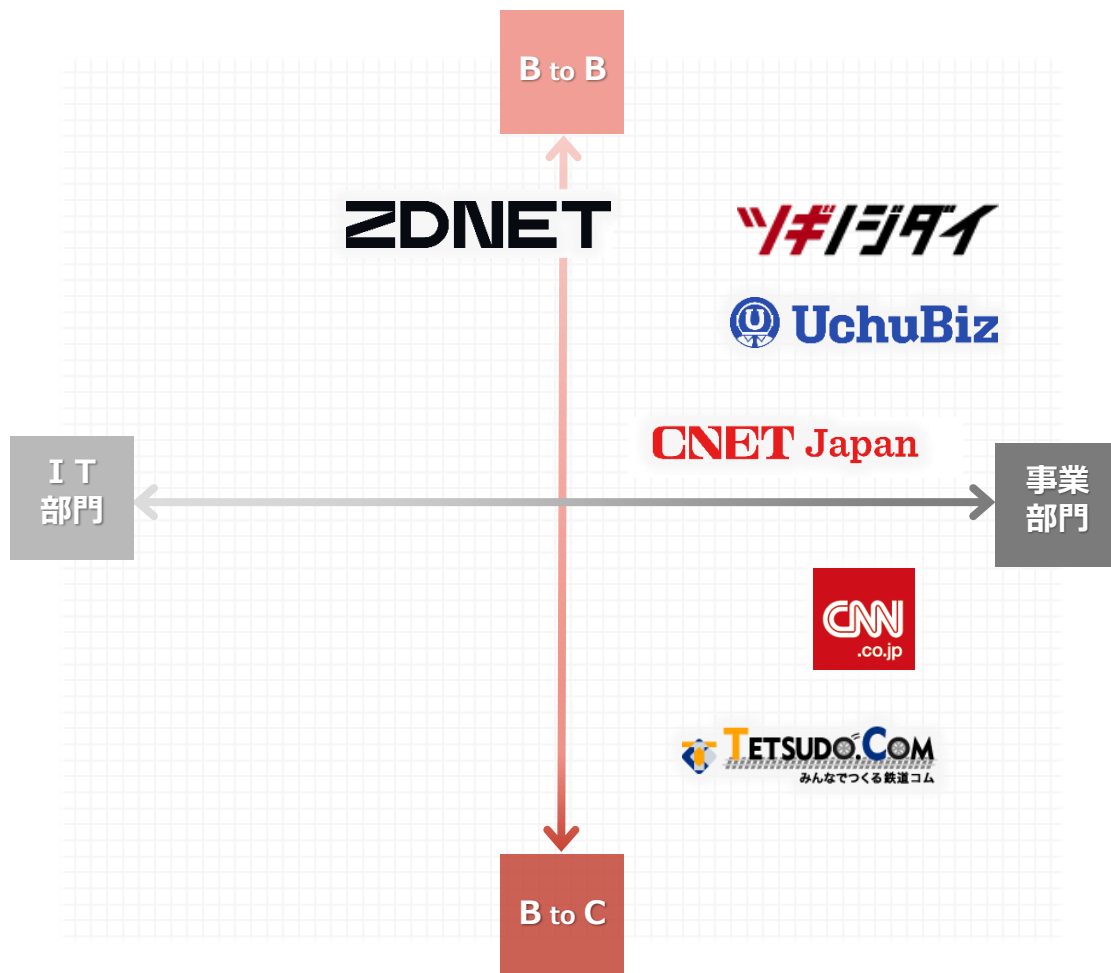 B to B
ZDNET
ツギノジダイ
U
UchuBiz
CNET Japan
ＩＴ
部門
事業
部門
CNN
.co.jp
TETSUDO.COM
みんなでつくる鉄道コム
B to C